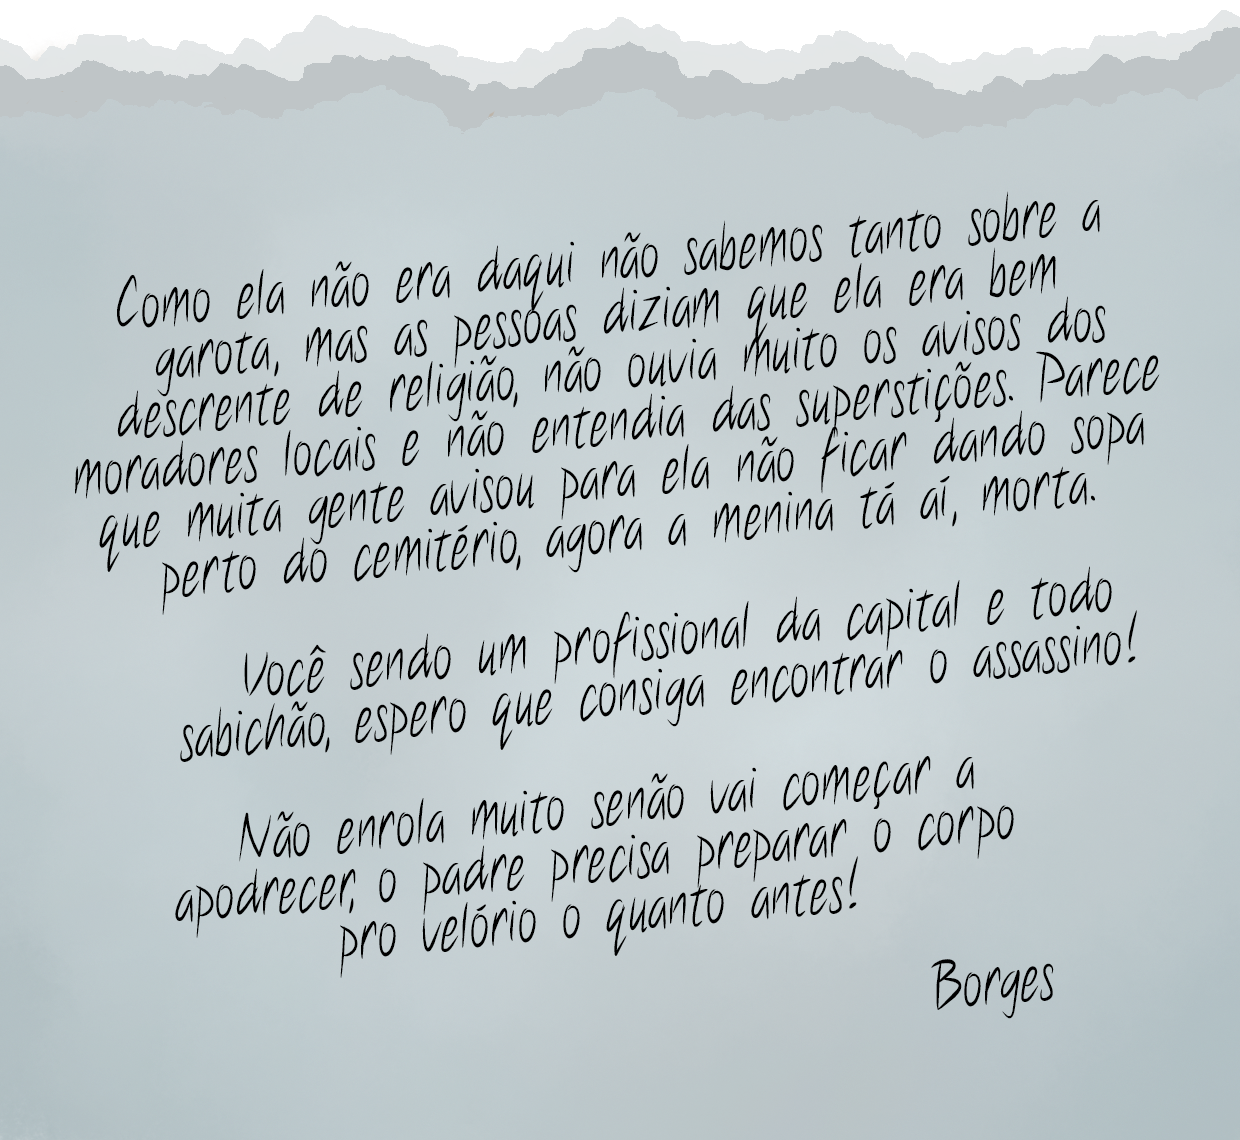 Como ela não era daqui não sabemos tanto sobre a
garota, mas as pessoas diziam que ela era bem
descrente de religião, não ouvia muito os avisos dos
moradores locais e não entendia das superstições. Parece
que muita gente avisou para ela não ficar dando sopa
perto do cemitério, agora a menina tá aí, morta.
Você sendo um profissional da capital e todo
sabichão, espero que consiga encontrar o assassino!
Não enrola muito senão vai começar a
apodrecer, o padre precisa preparar o corpo
pro velório o quanto antes!
Borges